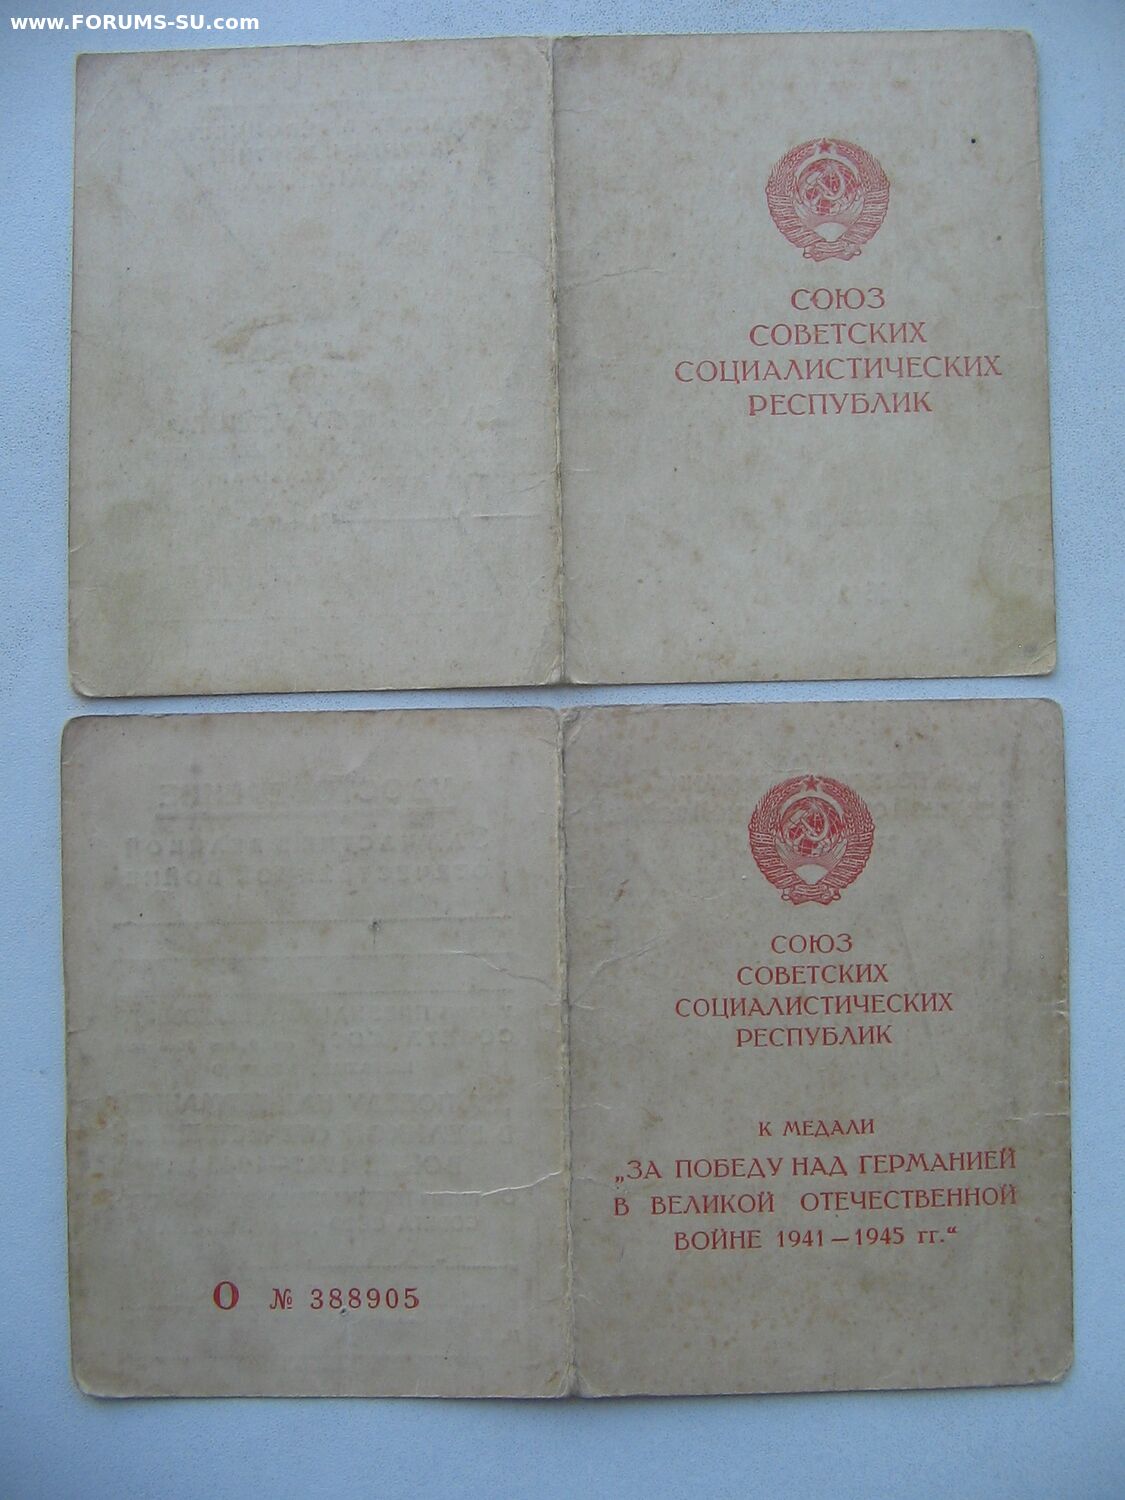 www.FORUMS-SU.com
СОЮЗ
СОВЕТСКИХ
СОЦИАЛИСТИЧЕСКИХ
РЕСПУБЛИК
О № 388905
СОЮЗ
СОВЕТСКИХ
СОЦИАЛИСТИЧЕСКИХ
РЕСПУБЛИК
К МЕДАЛИ
„ЗА ПОБЕДУ НАД ГЕРМАНИЕЙ
В ВЕЛИКОЙ ОТЕЧЕСТВЕННОЙ
ВОЙНЕ 1941—1945 гг.“